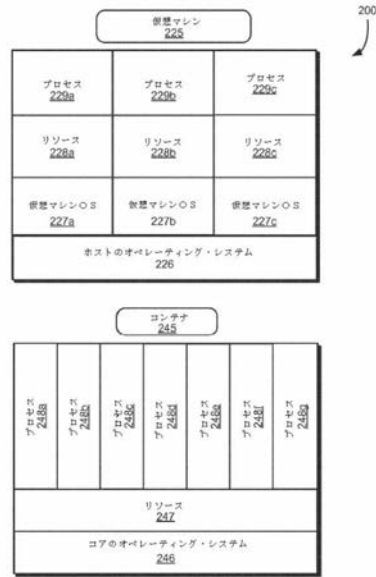 200
仮想マシン
225
プロセス
229a
プロセス
229b
プロセス
229c
リソース
228a
リソース
228b
リソース
228c
仮想マシンOS
227a
仮想マシンOS
227b
仮想マシンOS
227c
ホストのオペレーティング・システム
226
コンテナ
245
プロセス
248a
プロセス
248b
プロセス
248c
プロセス
248d
プロセス
248e
プロセス
248f
プロセス
248g
リソース
247
コアのオペレーティング・システム
246